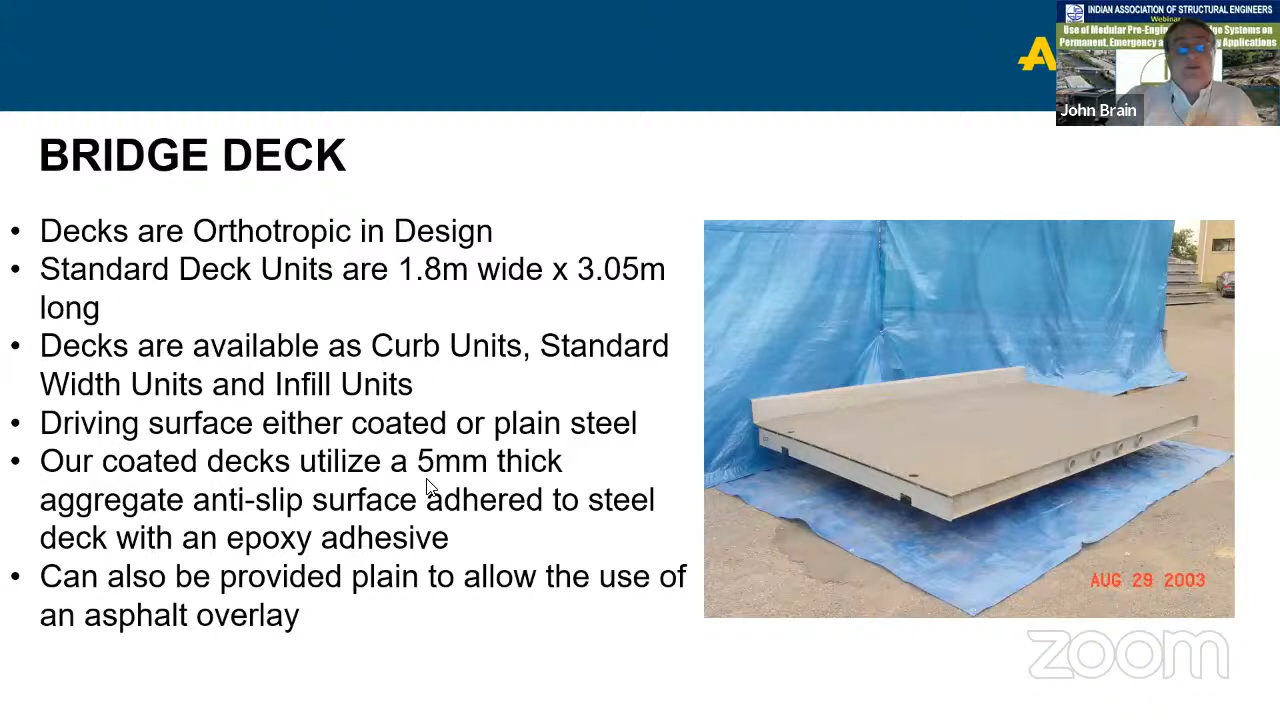 INDIAN ASSOCIATION OF STRUCTURAL ENGINEERS
Webinar
Use of Modular Pre-Engin
ge Systems on
Permanent, Emergency a
Applications
John Brain
BRIDGE DECK
• Decks are Orthotropic in Design
• Standard Deck Units are 1.8m wide x 3.05m
long
• Decks are available as Curb Units, Standard
Width Units and Infill Units
• Driving surface either coated or plain steel
• Our coated decks utilize a 5mm thick
aggregate anti-slip surface adhered to steel
deck with an epoxy adhesive
• Can also be provided plain to allow the use of
an asphalt overlay
AUG 29 2003
zoom